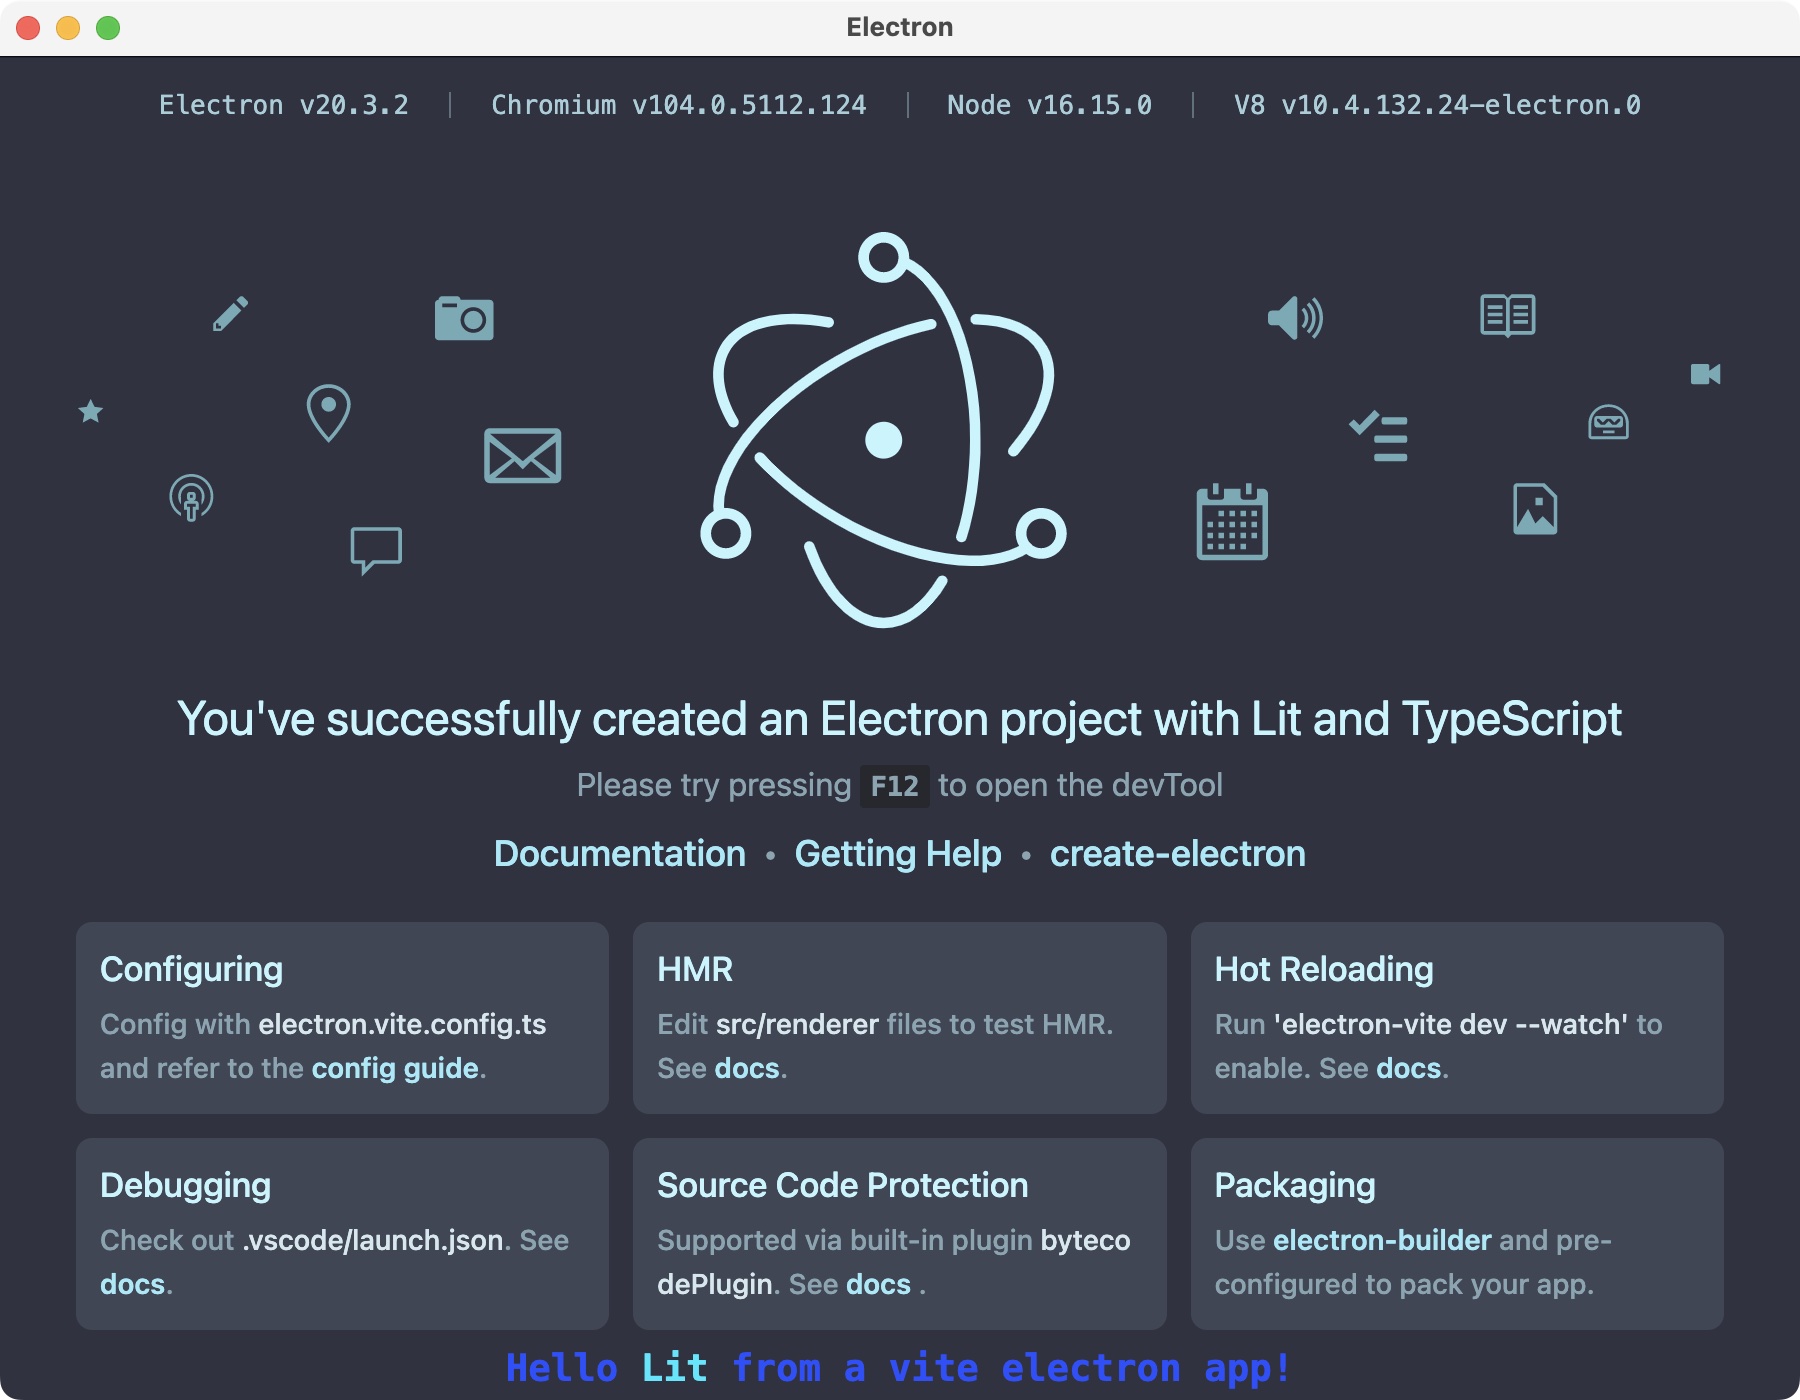 Electron
Electron v20.3.2 | Chromium v104.0.5112.124 | Node v16.15.0 | V8 v10.4.132.24-electron.0
You've successfully created an Electron project with Lit and TypeScript
Please try pressing F12 to open the devTool
Documentation • Getting Help • create-electron
Configuring
Config with electron.vite.config.ts
and refer to the config guide.
HMR
Edit src/renderer files to test HMR.
See docs.
Hot Reloading
Run 'electron-vite dev --watch' to
enable. See docs.
Debugging
Check out .vscode/launch.json. See
docs.
Source Code Protection
Supported via built-in plugin byteco
dePlugin. See docs .
Packaging
Use electron-builder and pre-
configured to pack your app.
Hello Lit from a vite electron app!